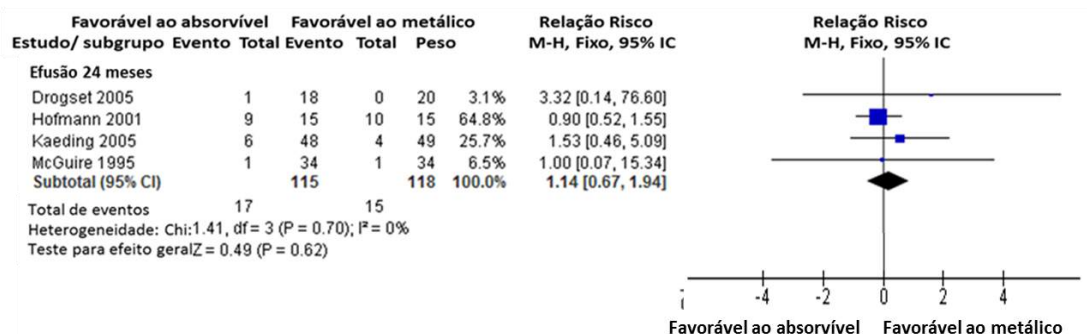 Favorável ao absorvível Favorável ao metálico Relação Risco Relação Risco
Estudo/ subgrupo Evento Total Evento Total Peso M-H, Fixo, 95% IC M-H, Fixo, 95% IC
Efusão 24 meses
Drogset 2005 1 18 0 20 3.1% 3.32 [0.14, 76.60]
Hofmann 2001 9 15 10 15 64.8% 0.90 [0.52, 1.55]
Kaeding 2005 6 48 4 49 25.7% 1.53 [0.46, 5.09]
McGuire 1995 1 34 1 34 6.5% 1.00 [0.07, 15.34]
Subtotal (95% CI) 115 118 100.0% 1.14 [0.67, 1.94]
Total de eventos 17 15
Heterogeneidade: Chi:1.41, df= 3 (P = 0.70); I²= 0%
Teste para efeito geralZ = 0.49 (P = 0.62)
-4 -2 0 2 4
Favorável ao absorvível Favorável ao metálico